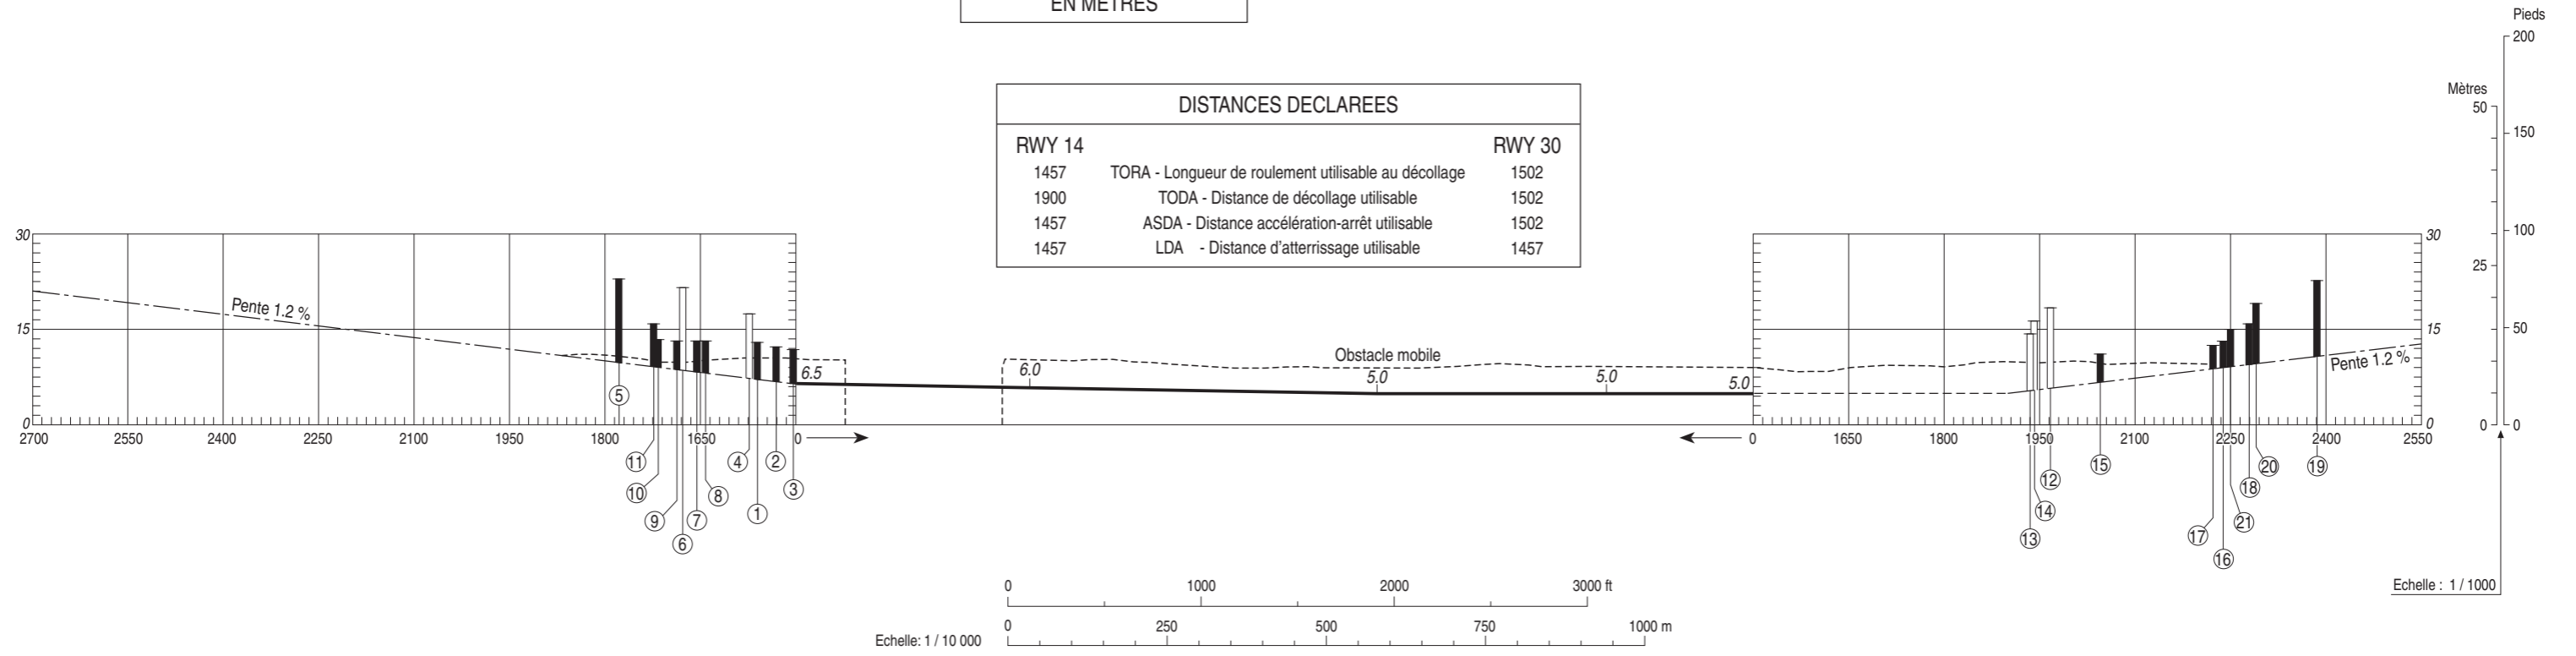 EN METRES
Pieds
200
Mètres
50
150
DISTANCES DECLAREES
RWY 14 RWY 30
1457 TORA - Longueur de roulement utilisable au décollage 1502
1900 TODA - Distance de décollage utilisable 1502
1457 ASDA - Distance accélération-arrêt utilisable 1502
1457 LDA - Distance d'atterrissage utilisable 1457
30 30 100
25
Pente 1.2 %
15 15 50
Obstacle mobile
Pente 1.2 %
6.5 6.0 5.0 5.0 5.0
5
0 0 0 0
2700 2550 2400 2250 2100 1950 1800 1650 0 0 1650 1800 1950 2100 2250 2400 2550
11 4 2 15 20 19
10 8 3 12 18
9 7 1 14 21
6 13 17
16
0 1000 2000 3000 ft
Echelle : 1 / 1000
0 250 500 750 1000 m
Echelle: 1 / 10 000